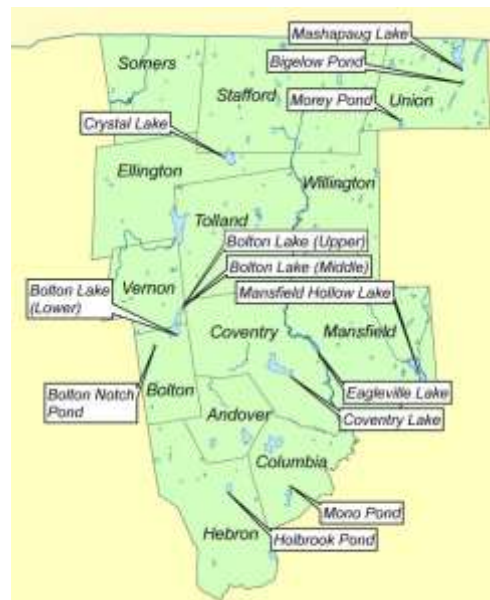 Mashapaug Lake
Somers
Bigelow Pond
Stafford
Morey Pond
Union
Crystal Lake
Ellington
Willington
Tolland
Bolton Lake (Upper)
Bolton Lake (Middle)
Vernon
Bolton Lake
(Lower)
Mansfield Hollow Lake
Coventry
Mansfield
Bolton Notch
Pond
Bolton
Eagleville Lake
Andover
Coventry Lake
Columbia
Mono Pond
Hebron
Holbrook Pond